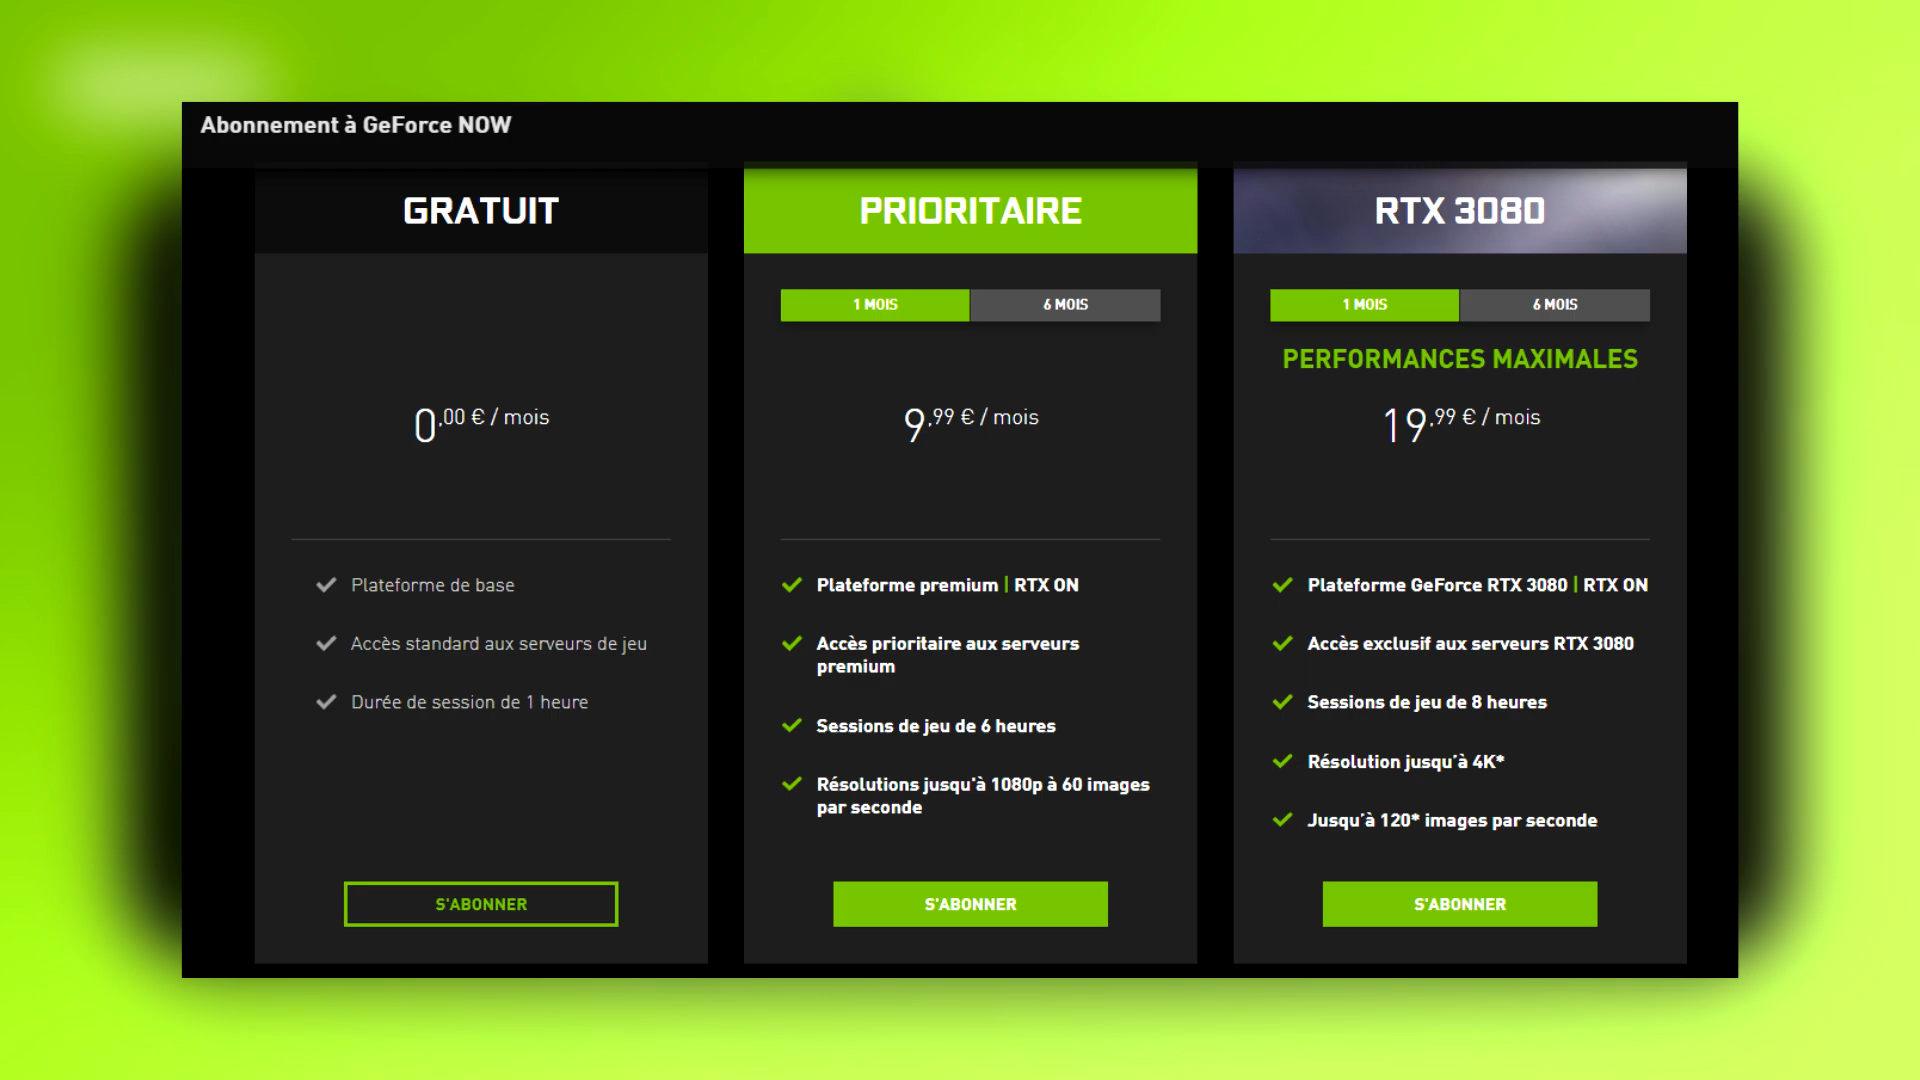 Abonnement à GeForce NOW
GRATUIT
0,00 € / mois
Plateforme de base
Accès standard aux serveurs de jeu
Durée de session de 1 heure
S'ABONNER
PRIORITAIRE
1 MOIS
6 MOIS
9,99 € / mois
Plateforme premium | RTX ON
Accès prioritaire aux serveurs
premium
Sessions de jeu de 6 heures
Résolutions jusqu'à 1080p à 60 images
par seconde
S'ABONNER
RTX 3080
1 MOIS
6 MOIS
PERFORMANCES MAXIMALES
19,99 € / mois
Plateforme GeForce RTX 3080 | RTX ON
Accès exclusif aux serveurs RTX 3080
Sessions de jeu de 8 heures
Résolution jusqu’à 4K*
Jusqu’à 120* images par seconde
S'ABONNER